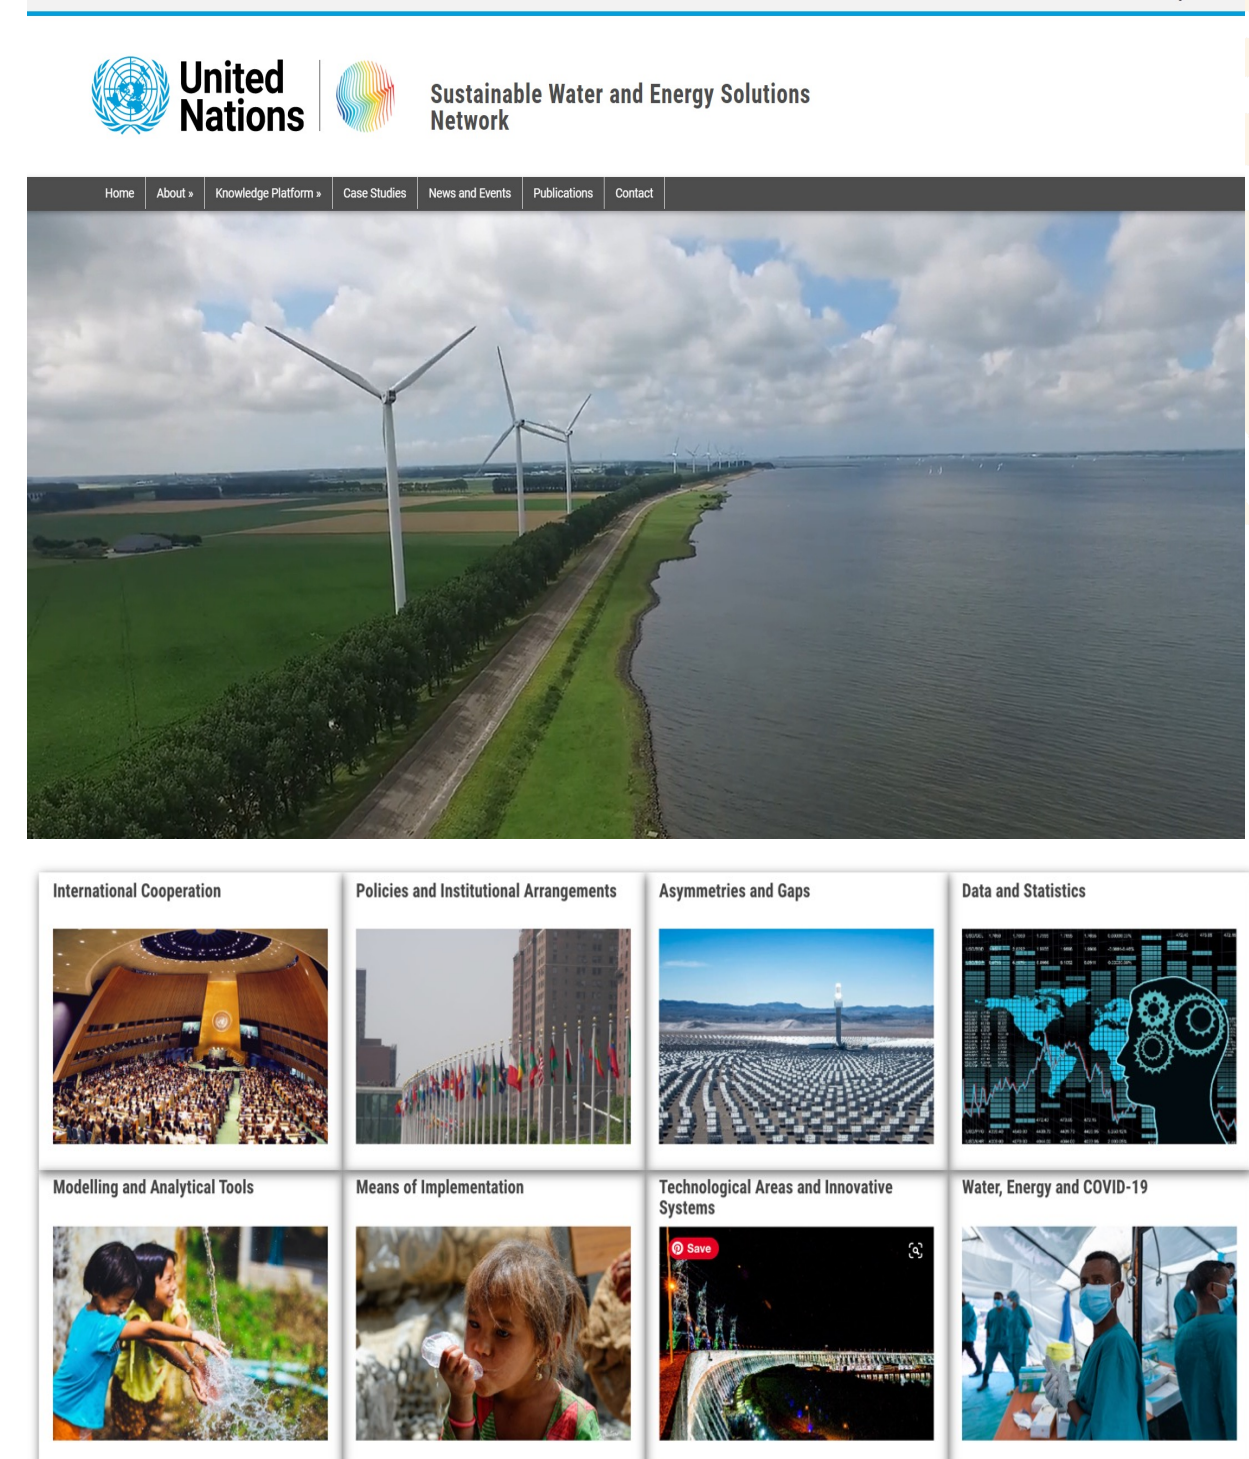 United
Nations
Sustainable Water and Energy Solutions
Network
Home
About »
Knowledge Platform »
Case Studies
News and Events
Publications
Contact
International Cooperation
Policies and Institutional Arrangements
Asymmetries and Gaps
Data and Statistics
Modelling and Analytical Tools
Means of Implementation
Technological Areas and Innovative
Systems
Water, Energy and COVID-19
Save